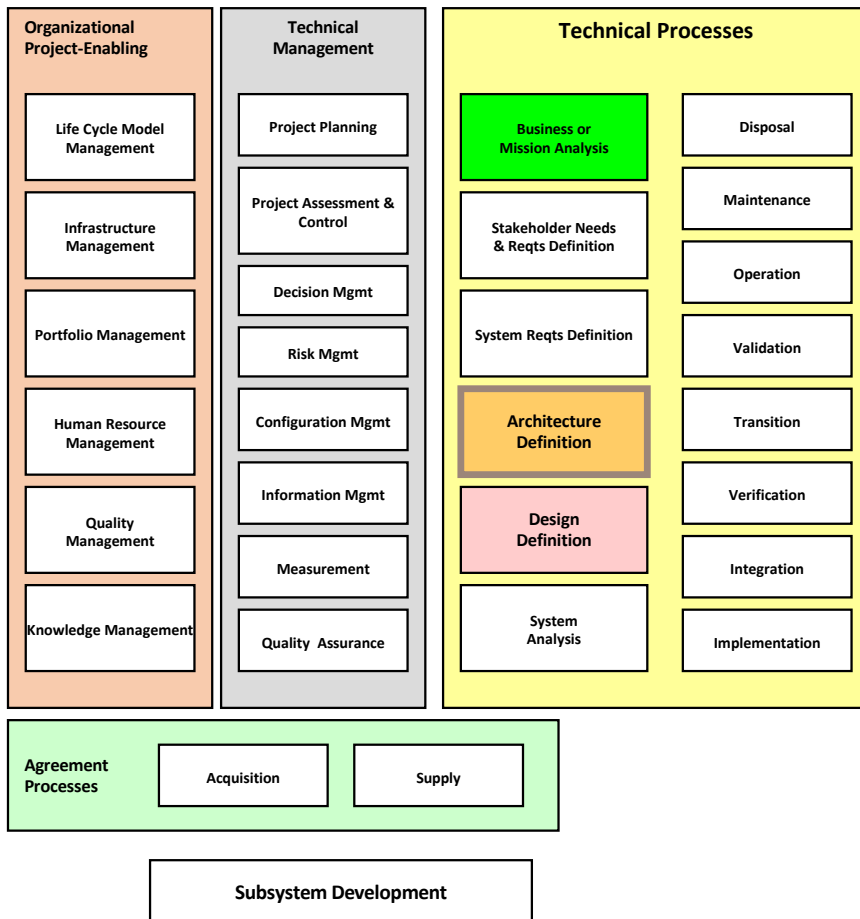 Organizational
Project-Enabling
Life Cycle Model
Management
Infrastructure
Management
Portfolio Management
Human Resource
Management
Quality
Management
Knowledge Management
Technical
Management
Project Planning
Project Assessment &
Control
Decision Mgmt
Risk Mgmt
Configuration Mgmt
Information Mgmt
Measurement
Quality Assurance
Technical Processes
Business or
Mission Analysis
Stakeholder Needs
& Reqts Definition
System Reqts Definition
Architecture
Definition
Design
Definition
System
Analysis
Disposal
Maintenance
Operation
Validation
Transition
Verification
Integration
Implementation
Agreement
Processes
Acquisition
Supply
Subsystem Development